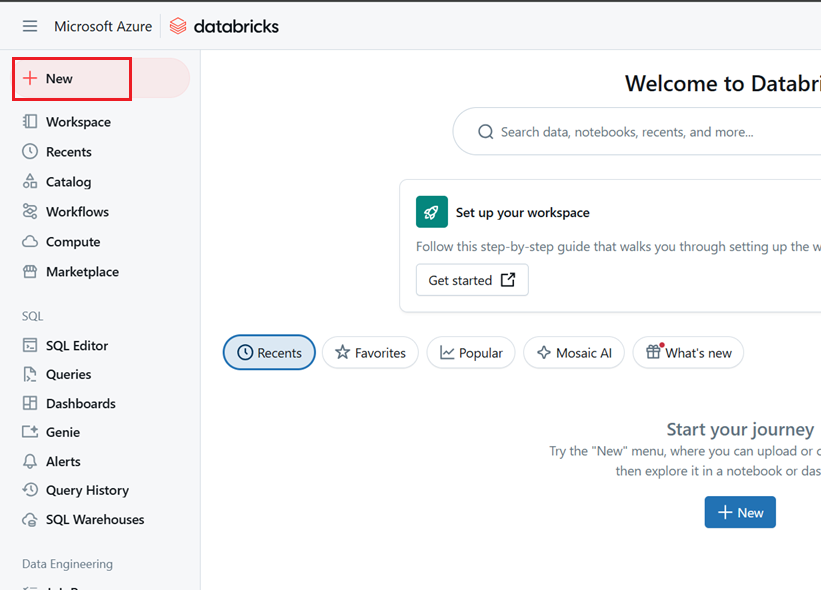 Microsoft Azure databricks
New
Workspace
Recents
Catalog
Workflows
Compute
Marketplace
SQL
SQL Editor
Queries
Dashboards
Genie
Alerts
Query History
SQL Warehouses
Data Engineering
Welcome to Databri
Search data, notebooks, recents, and more...
Set up your workspace
Follow this step-by-step guide that walks you through setting up the w
Get started
Recents Favorites Popular Mosaic AI What's new
Start your journey
Try the "New" menu, where you can upload or c
then explore it in a notebook or das
New